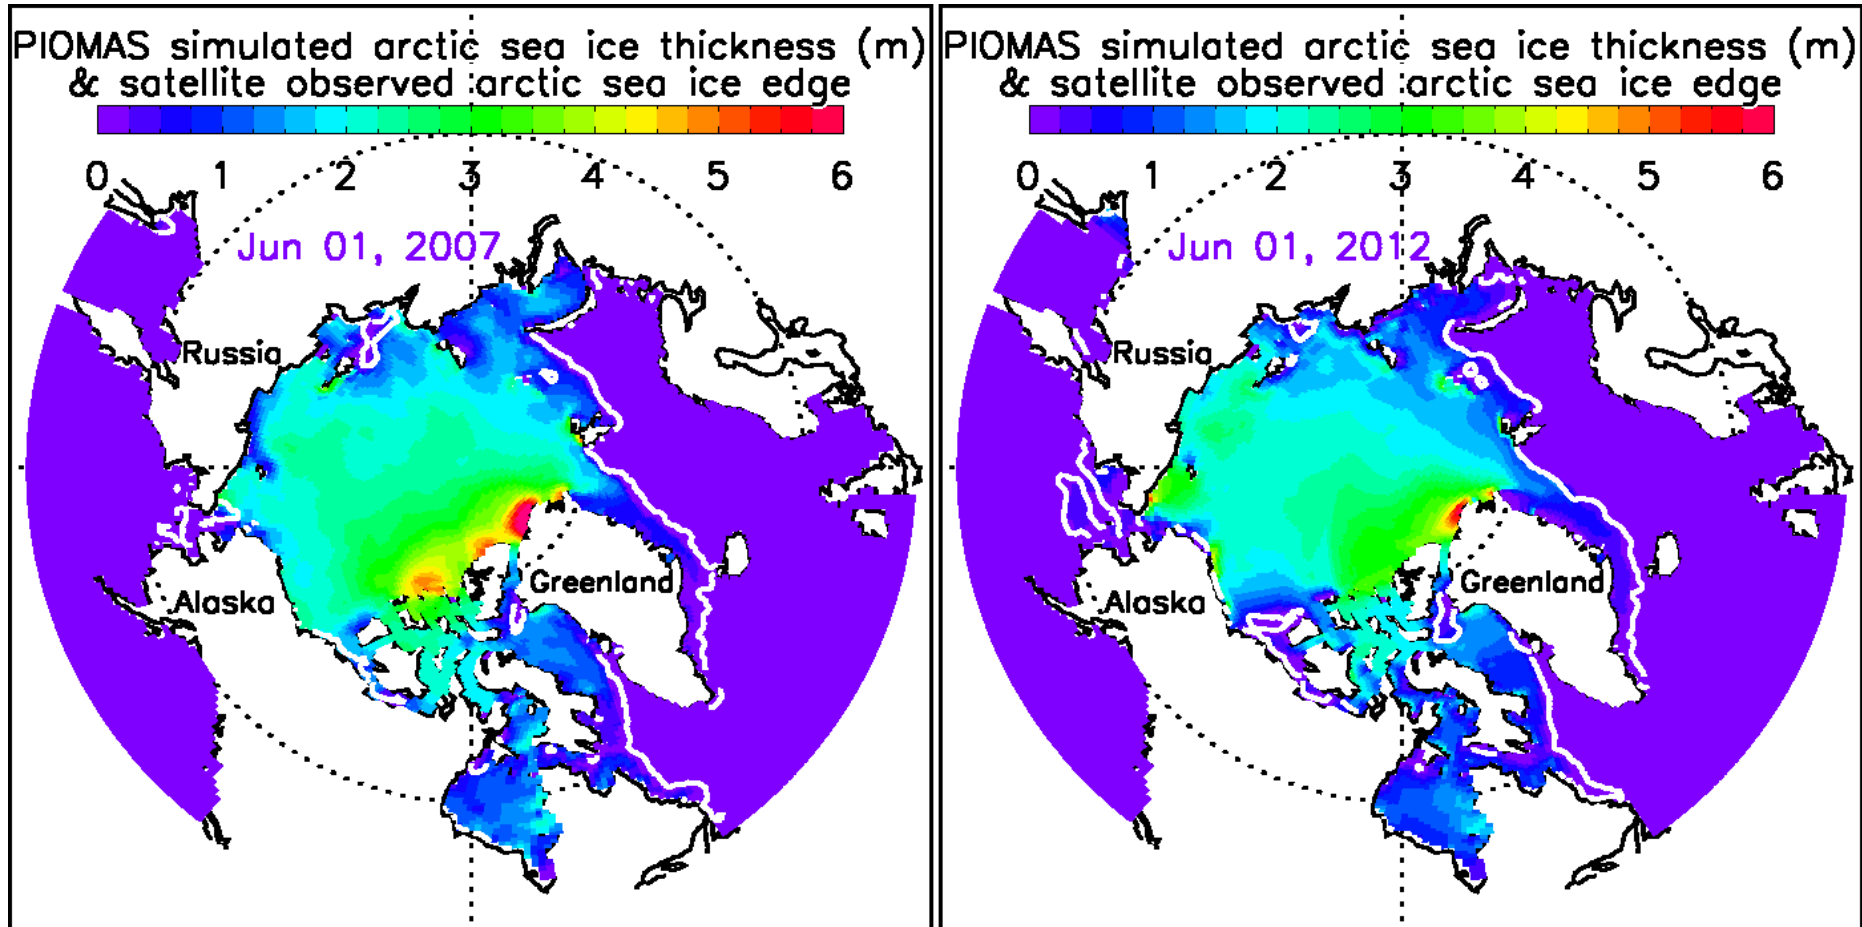 PIOMAS simulated arctic sea ice thickness (m)
& satellite observed arctic sea ice edge
0 1 2 3 4 5 6
Jun 01, 2007
Russia
Greenland
Alaska
PIOMAS simulated arctic sea ice thickness (m)
& satellite observed arctic sea ice edge
0 1 2 3 4 5 6
Jun 01, 2012
Russia
Greenland
Alaska